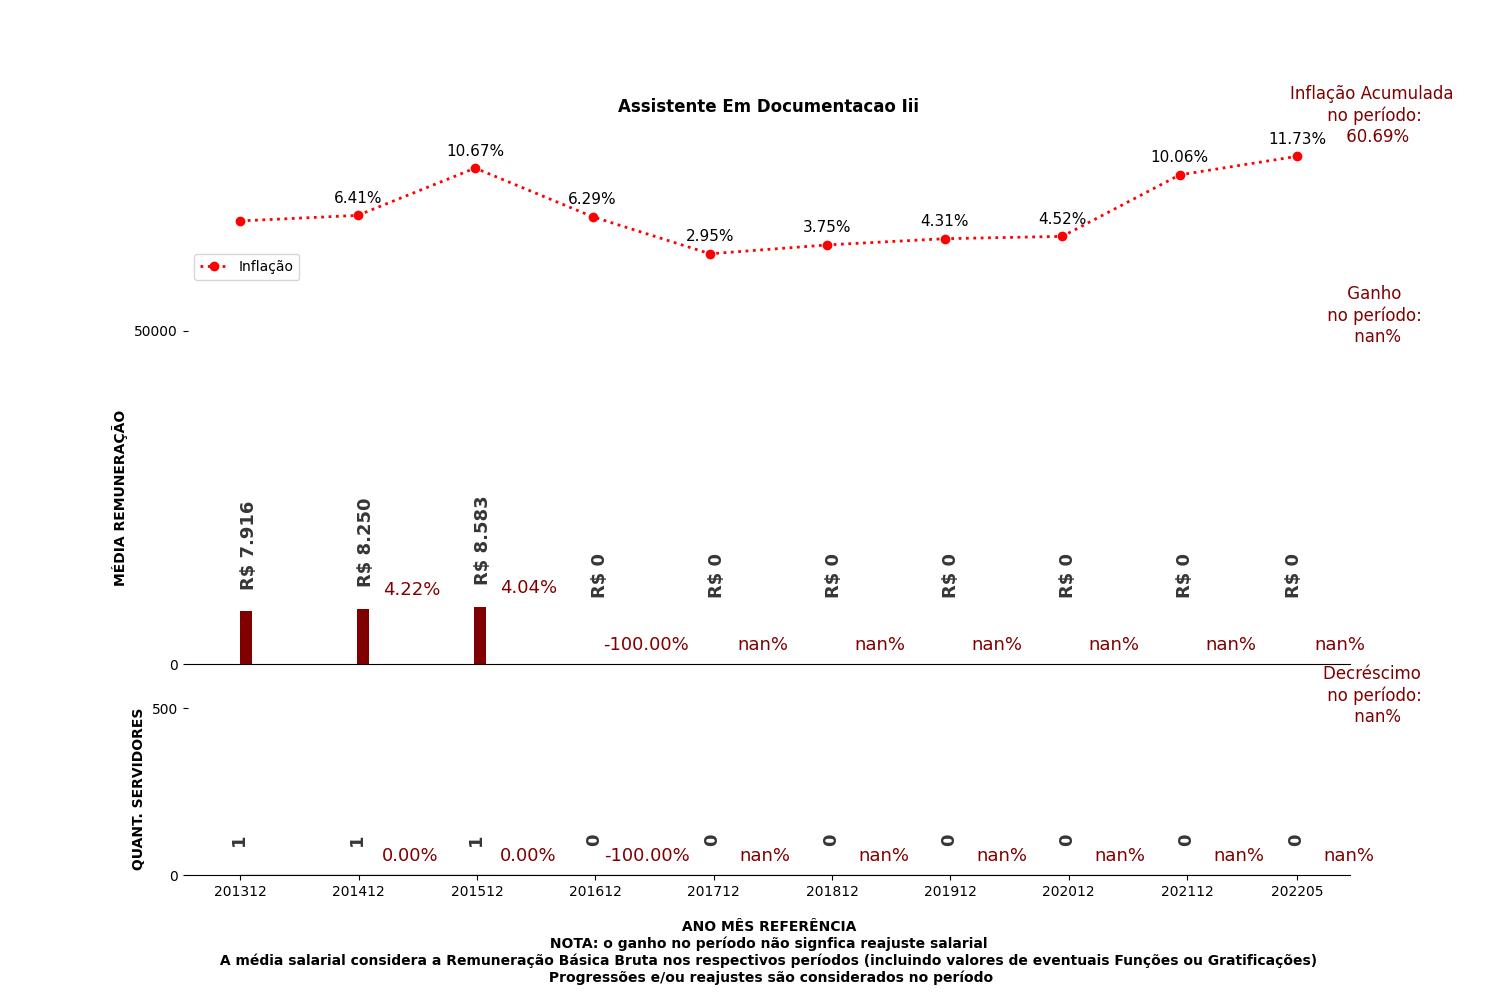 Assistente Em Documentacao Iii
Inflação Acumulada
no período:
60.69%
6.41%
10.67%
6.29%
2.95%
3.75%
4.31%
4.52%
10.06%
11.73%
Inflação
Ganho
no período:
nan%
50000
0
MÉDIA REMUNERAÇÃO
R$ 7.916
R$ 8.250
R$ 8.583
R$ 0
R$ 0
R$ 0
R$ 0
R$ 0
R$ 0
R$ 0
4.22%
4.04%
-100.00%
nan%
nan%
nan%
nan%
nan%
nan%
Decréscimo
no período:
nan%
500
0
QUANT. SERVIDORES
1
1
1
0
0
0
0
0
0
0
0.00%
0.00%
-100.00%
nan%
nan%
nan%
nan%
nan%
nan%
201312
201412
201512
201612
201712
201812
201912
202012
202112
202205
ANO MÊS REFERÊNCIA
NOTA: o ganho no período não signfica reajuste salarial
A média salarial considera a Remuneração Básica Bruta nos respectivos períodos (incluindo valores de eventuais Funções ou Gratificações)
Progressões e/ou reajustes são considerados no período